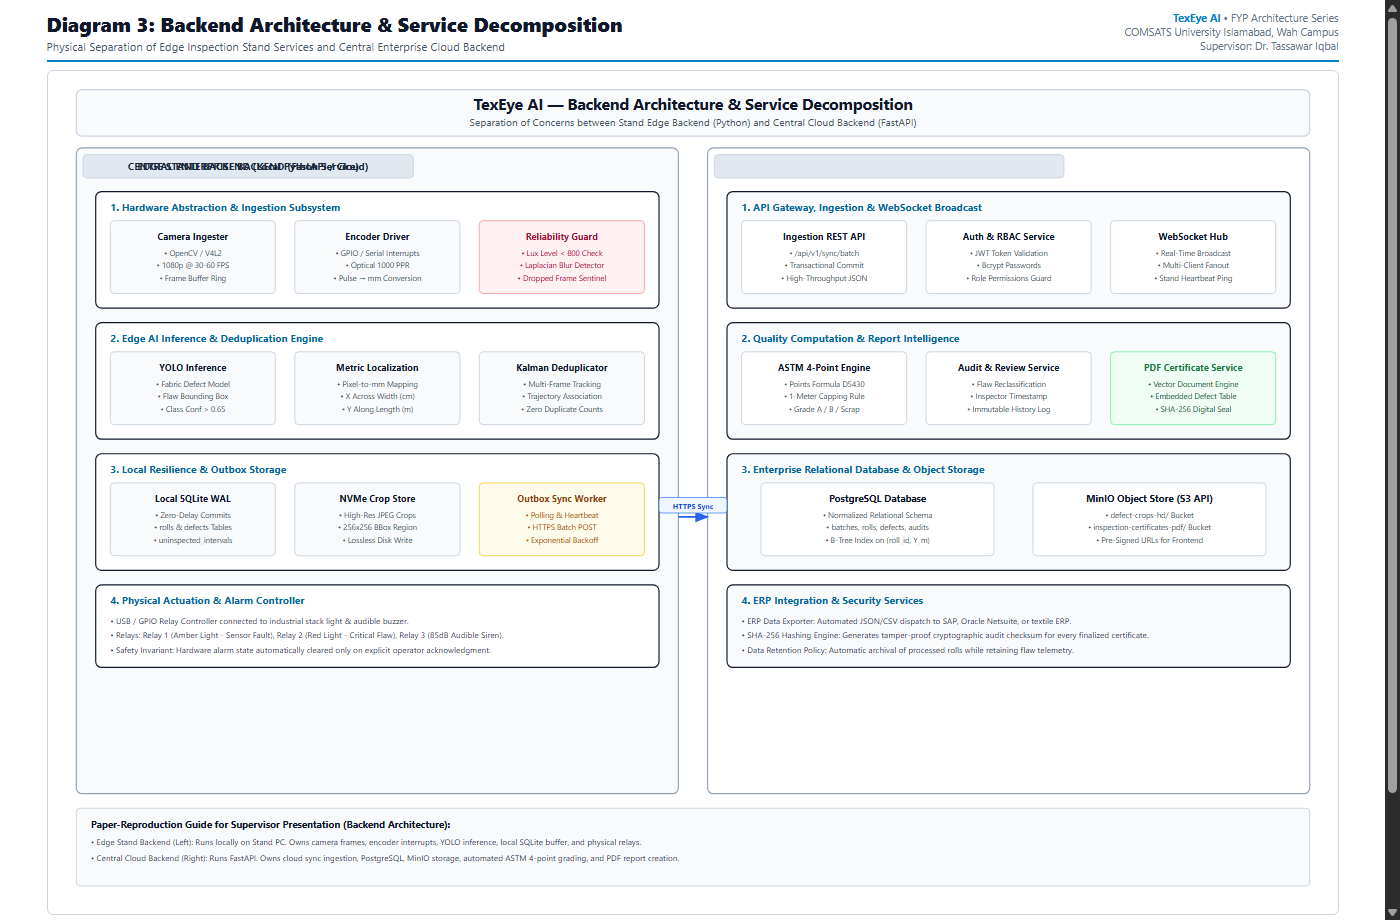 Diagram 3: Backend Architecture & Service Decomposition
Physical Separation of Edge Inspection Stand Services and Central Enterprise Cloud Backend
TexEye AI • FYP Architecture Series
COMSATS University Islamabad, Wah Campus
Supervisor: Dr. Tassawar Iqbal
TexEye AI — Backend Architecture & Service Decomposition
Separation of Concerns between Stand Edge Backend (Python) and Central Cloud Backend (FastAPI)
1. Hardware Abstraction & Ingestion Subsystem
Camera Ingester
• OpenCV / V4L2
• 1080p @ 30-60 FPS
• Frame Buffer Ring
Encoder Driver
• GPIO / Serial Interrupts
• Optical 1000 PPR
• Pulse → mm Conversion
Reliability Guard
• Lux Level < 800 Check
• Laplacian Blur Detector
• Dropped Frame Sentinel
2. Edge AI Inference & Deduplication Engine
YOLO Inference
• Fabric Defect Model
• Flaw Bounding Box
• Class Conf > 0.65
Metric Localization
• Pixel-to-mm Mapping
• X Across Width (cm)
• Y Along Length (m)
Kalman Deduplicator
• Multi-Frame Tracking
• Trajectory Association
• Zero Duplicate Counts
3. Local Resilience & Outbox Storage
Local SQLite WAL
• Zero-Delay Commits
• rolls & defects Tables
• uninspected_intervals
NVMe Crop Store
• High-Res JPEG Crops
• 256x256 BBox Region
• Lossless Disk Write
Outbox Sync Worker
• Polling & Heartbeat
• HTTPS Batch POST
• Exponential Backoff
4. Physical Actuation & Alarm Controller
• USB / GPIO Relay Controller connected to industrial stack light & audible buzzer.
• Relays: Relay 1 (Amber Light - Sensor Fault), Relay 2 (Red Light - Critical Flaw), Relay 3 (85dB Audible Siren).
• Safety Invariant: Hardware alarm state automatically cleared only on explicit operator acknowledgment.
HTTPS Sync
1. API Gateway, Ingestion & WebSocket Broadcast
Ingestion REST API
• /api/v1/sync/batch
• Transactional Commit
• High-Throughput JSON
Auth & RBAC Service
• JWT Token Validation
• Bcrypt Passwords
• Role Permissions Guard
WebSocket Hub
• Real-Time Broadcast
• Multi-Client Fanout
• Stand Heartbeat Ping
2. Quality Computation & Report Intelligence
ASTM 4-Point Engine
• Points Formula D5430
• 1-Meter Capping Rule
• Grade A / B / Scrap
Audit & Review Service
• Flaw Reclassification
• Inspector Timestamp
• Immutable History Log
PDF Certificate Service
• Vector Document Engine
• Embedded Defect Table
• SHA-256 Digital Seal
3. Enterprise Relational Database & Object Storage
PostgreSQL Database
• Normalized Relational Schema
• batches, rolls, defects, audits
• B-Tree Index on (roll_id, Y_m)
MinIO Object Store (S3 API)
• defect-crops-hd/ Bucket
• inspection-certificates-pdf/ Bucket
• Pre-Signed URLs for Frontend
4. ERP Integration & Security Services
• ERP Data Exporter: Automated JSON/CSV dispatch to SAP, Oracle Netsuite, or textile ERP.
• SHA-256 Hashing Engine: Generates tamper-proof cryptographic audit checksum for every finalized certificate.
• Data Retention Policy: Automatic archival of processed rolls while retaining flaw telemetry.
Paper-Reproduction Guide for Supervisor Presentation (Backend Architecture):
• Edge Stand Backend (Left): Runs locally on Stand PC. Owns camera frames, encoder interrupts, YOLO inference, local SQLite buffer, and physical relays.
• Central Cloud Backend (Right): Runs FastAPI. Owns cloud sync ingestion, PostgreSQL, MinIO storage, automated ASTM 4-point grading, and PDF report creation.